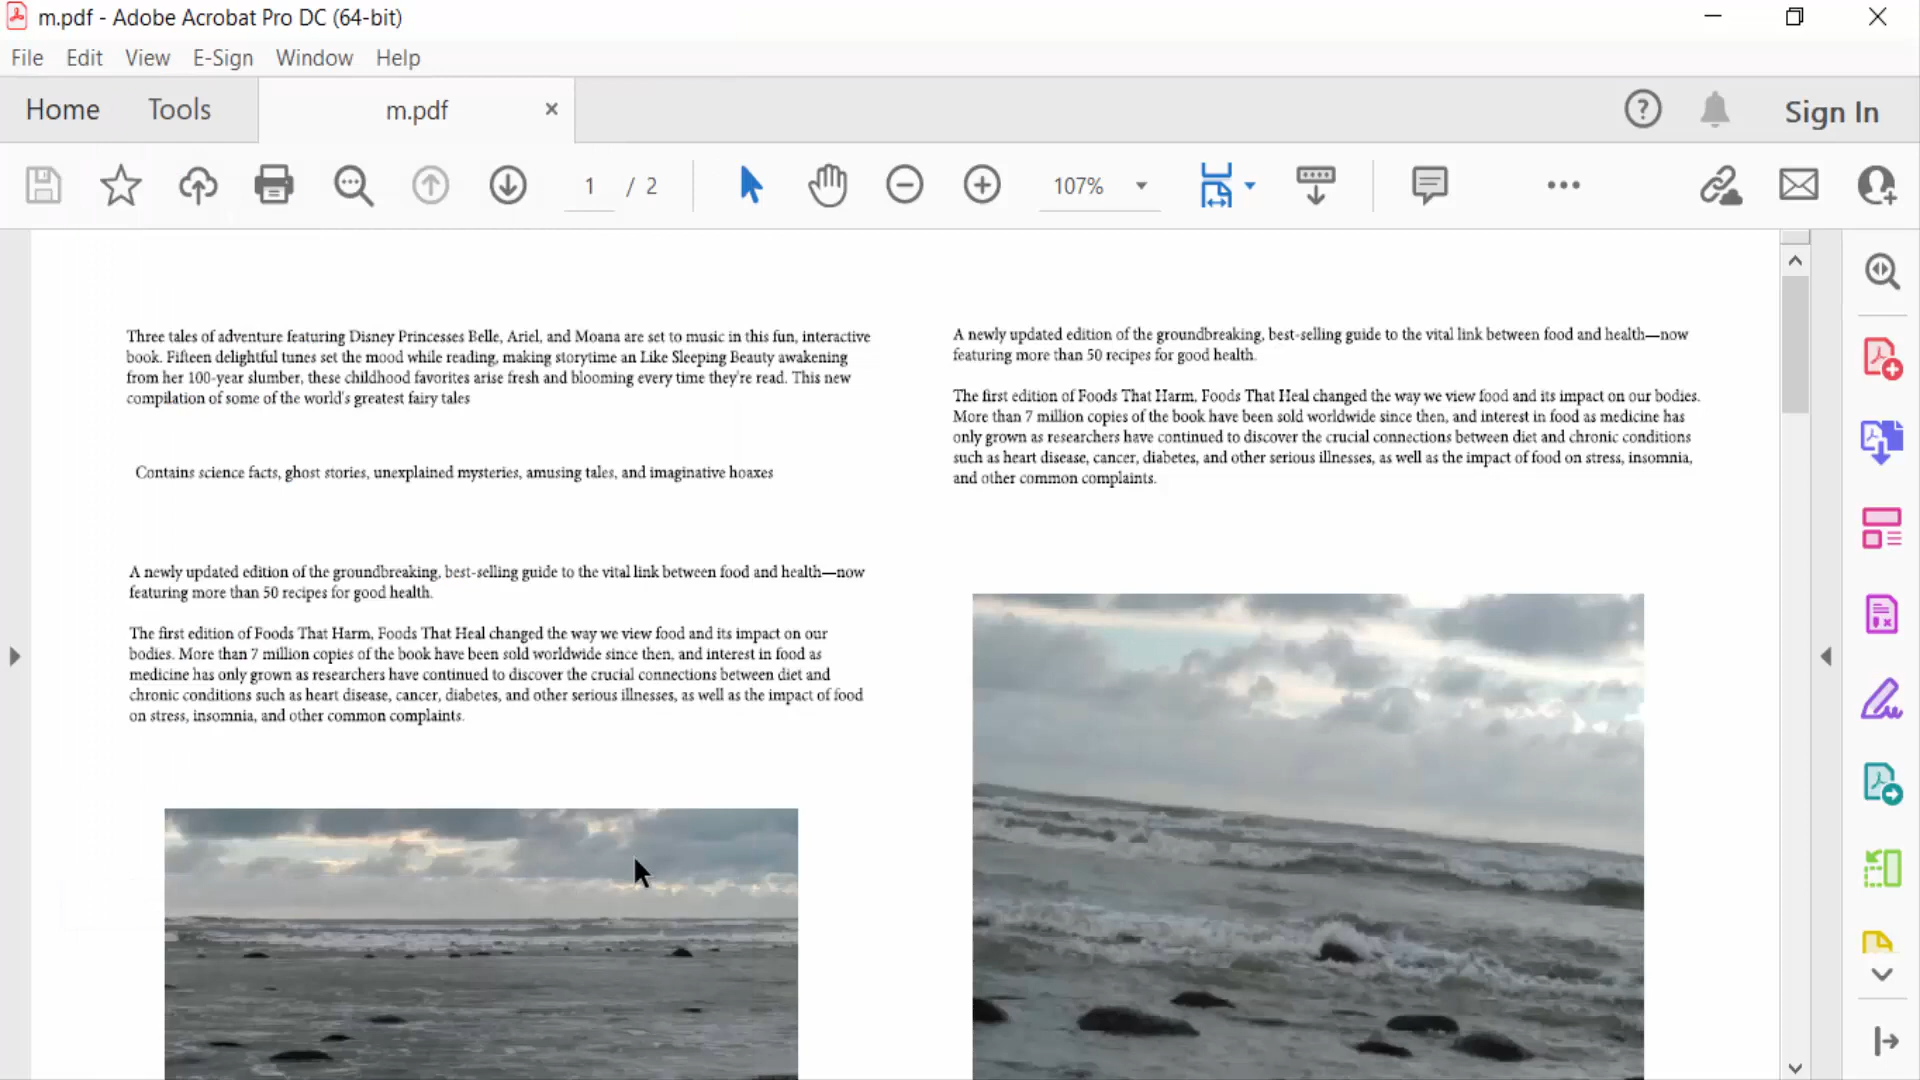 m.pdf - Adobe Acrobat Pro DC (64-bit)
File Edit View E-Sign Window Help
Home Tools m.pdf × Sign In
1 / 2 107%
Three tales of adventure featuring Disney Princesses Belle, Ariel, and Moana are set to music in this fun, interactive
book. Fifteen delightful tunes set the mood while reading, making storytime an Like Sleeping Beauty awakening
from her 100-year slumber, these childhood favorites arise fresh and blooming every time they're read. This new
compilation of some of the world's greatest fairy tales
Contains science facts, ghost stories, unexplained mysteries, amusing tales, and imaginative hoaxes
A newly updated edition of the groundbreaking, best-selling guide to the vital link between food and health—now
featuring more than 50 recipes for good health.
The first edition of Foods That Harm, Foods That Heal changed the way we view food and its impact on our
bodies. More than 7 million copies of the book have been sold worldwide since then, and interest in food as
medicine has only grown as researchers have continued to discover the crucial connections between diet and
chronic conditions such as heart disease, cancer, diabetes, and other serious illnesses, as well as the impact of food
on stress, insomnia, and other common complaints.
A newly updated edition of the groundbreaking, best-selling guide to the vital link between food and health—now
featuring more than 50 recipes for good health.
The first edition of Foods That Harm, Foods That Heal changed the way we view food and its impact on our bodies.
More than 7 million copies of the book have been sold worldwide since then, and interest in food as medicine has
only grown as researchers have continued to discover the crucial connections between diet and chronic conditions
such as heart disease, cancer, diabetes, and other serious illnesses, as well as the impact of food on stress, insomnia,
and other common complaints.